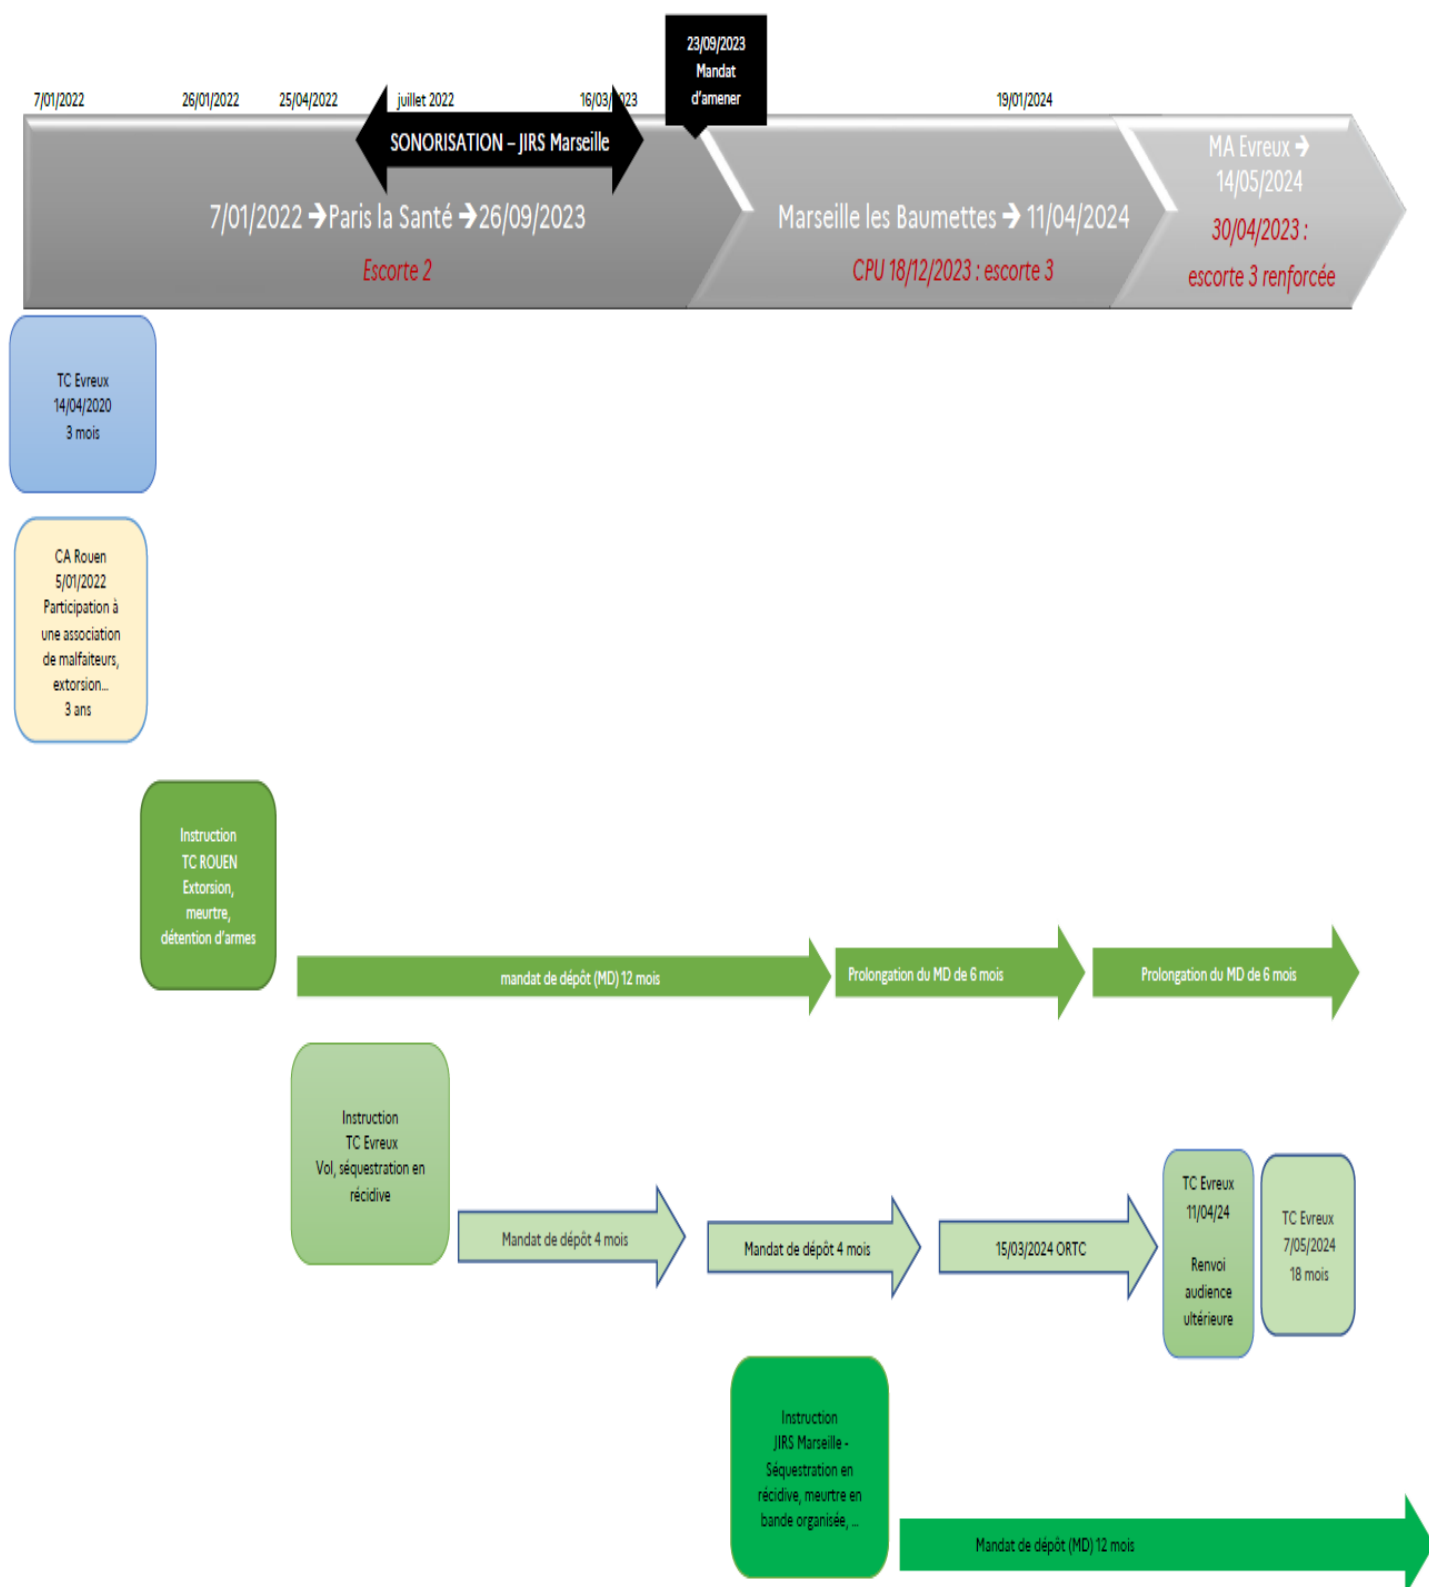 23/09/2023
Mandat
d'amener
7/01/2022
26/01/2022
25/04/2022
juillet 2022
16/03/2023
19/01/2024
SONORISATION – JIRS Marseille
7/01/2022 ➔Paris la Santé ➔26/09/2023
Escorte 2
Marseille les Baumettes ➔ 11/04/2024
CPU 18/12/2023 : escorte 3
MA Evreux ➔
14/05/2024
30/04/2023 :
escorte 3 renforcée
TC Evreux
14/04/2020
3 mois
CA Rouen
5/01/2022
Participation à
une association
de malfaiteurs,
extorsion...
3 ans
Instruction
TC ROUEN
Extorsion,
meurtre,
détention d'armes
mandat de dépôt (MD) 12 mois
Prolongation du MD de 6 mois
Prolongation du MD de 6 mois
Instruction
TC Evreux
Vol, séquestration en
récidive
Mandat de dépôt 4 mois
Mandat de dépôt 4 mois
15/03/2024 ORTC
TC Evreux
11/04/24
Renvoi
audience
ultérieure
TC Evreux
7/05/2024
18 mois
Instruction
JIRS Marseille -
Séquestration en
récidive, meurtre en
bande organisée, ...
Mandat de dépôt (MD) 12 mois